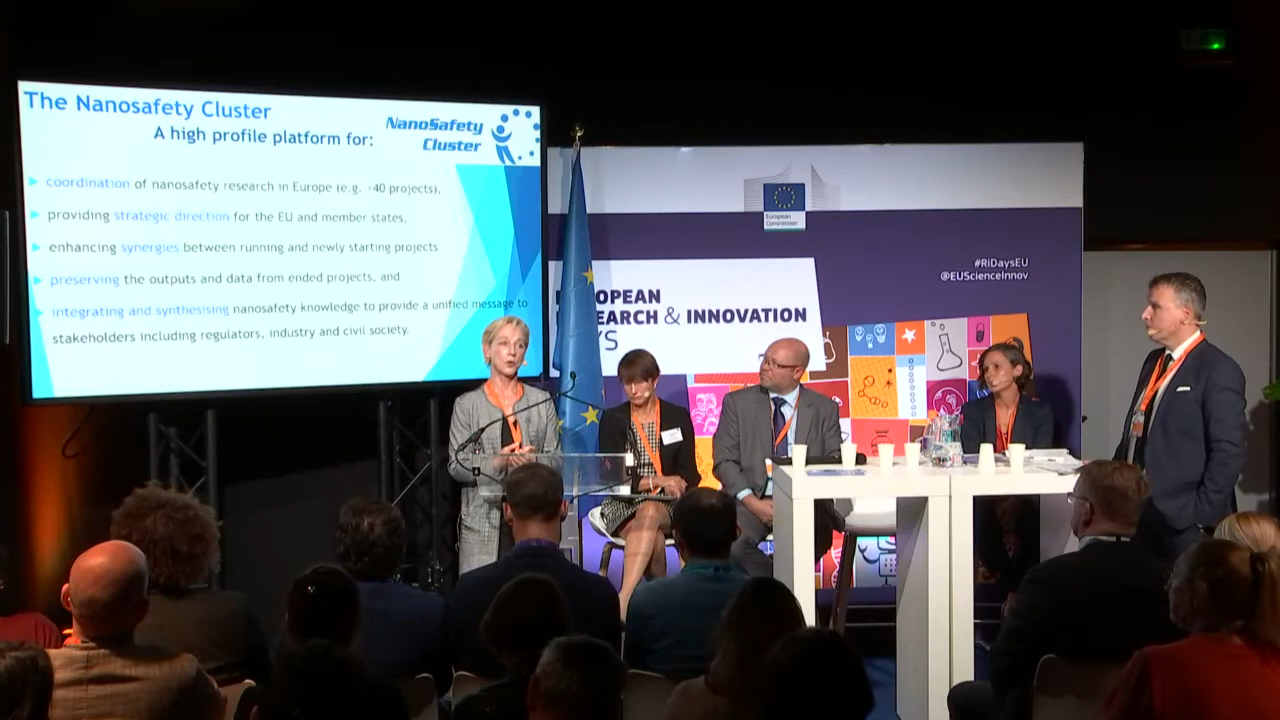 The Nanosafety Cluster
A high profile platform for:
NanoSafety
Cluster
coordination of nanosafety research in Europe (e.g. >40 projects),
providing strategic direction for the EU and member states,
enhancing synergies between running and newly starting projects
preserving the outputs and data from ended projects, and
integrating and synthesising nanosafety knowledge to provide a unified message to
stakeholders including regulators, industry and civil society.
European
Commission
#RiDaysEU
@EUScienceInnov
OPEAN
EARCH & INNOVATION
YS